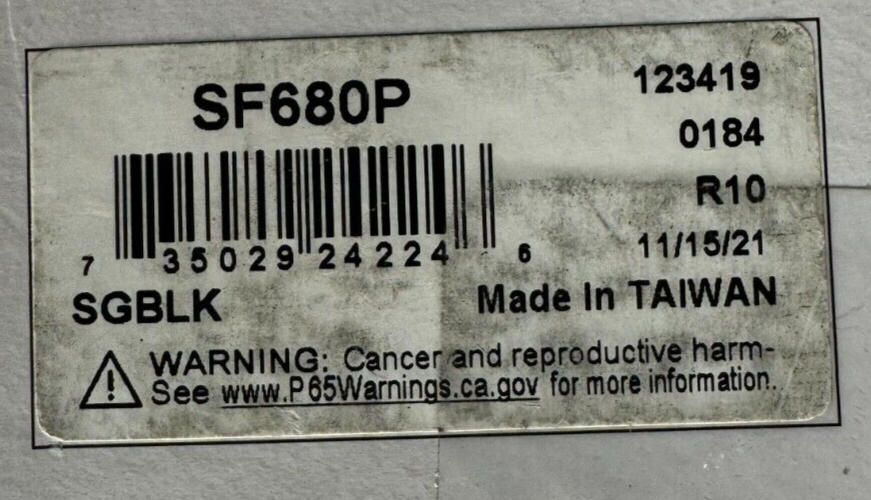 SF680P
123419
0184
R10
11/15/21
7 35029 24224 6
SGBLK
Made In TAIWAN
WARNING: Cancer and reproductive harm-
See www.P65Warnings.ca.gov for more information.